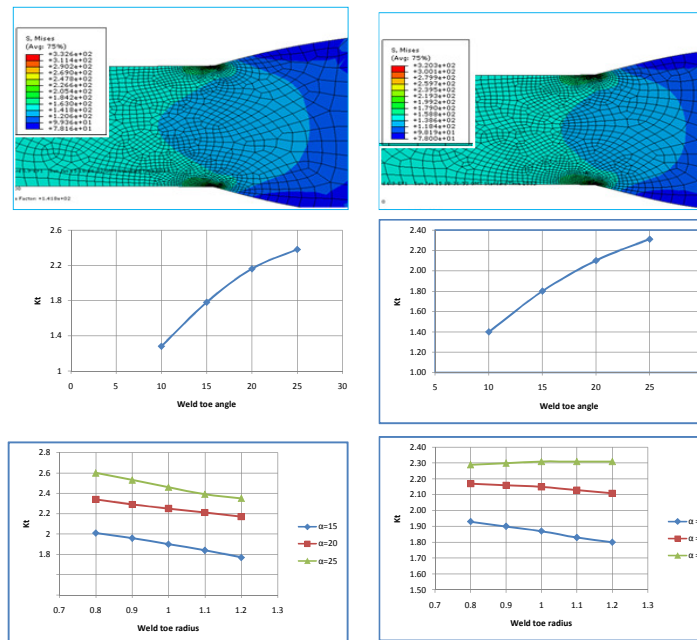 S, Mises
(Avg: 75%)
+3.326e+02
+3.114e+02
+2.902e+02
+2.690e+02
+2.478e+02
+2.266e+02
+2.054e+02
+1.842e+02
+1.630e+02
+1.418e+02
+1.206e+02
+9.936e+01
+7.816e+01
s Factor: +1.418e+02
S, Mises
(Avg: 75%)
+3.203e+02
+3.001e+02
+2.799e+02
+2.597e+02
+2.395e+02
+2.193e+02
+1.992e+02
+1.790e+02
+1.588e+02
+1.386e+02
+1.184e+02
+9.819e+01
+7.800e+01
2.6
2.2
1.8
1.4
1
Kt
0 5 10 15 20 25 30
Weld toe angle
2.40
2.20
2.00
1.80
1.60
1.40
1.20
1.00
Kt
5 10 15 20 25
Weld toe angle
2.8
2.6
2.4
2.2
2
1.8
Kt
0.7 0.8 0.9 1 1.1 1.2 1.3
Weld toe radius
α=15
α=20
α=25
2.40
2.30
2.20
2.10
2.00
1.90
1.80
1.70
1.60
1.50
Kt
0.7 0.8 0.9 1 1.1 1.2 1.3
Weld toe radius
α =
α =
α =